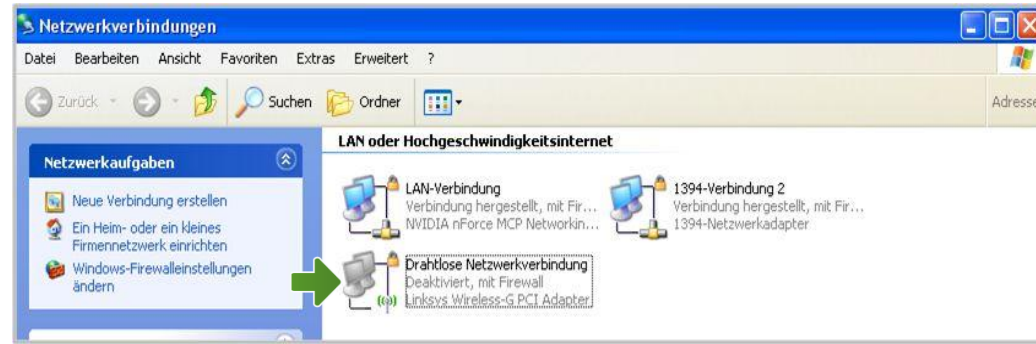 Netzwerkverbindungen
Datei Bearbeiten Ansicht Favoriten Extras Erweitert ?
Zurück Suchen Ordner Adresse
Netzwerkaufgaben
Neue Verbindung erstellen
Ein Heim- oder ein kleines
Firmennetzwerk einrichten
Windows-Firewalleinstellungen
ändern
LAN oder Hochgeschwindigkeitsinternet
LAN-Verbindung
Verbindung hergestellt, mit Fir...
NVIDIA nForce MCP Networkin...
1394-Verbindung 2
Verbindung hergestellt, mit Fir...
1394-Netzwerkadapter
Drahtlose Netzwerkverbindung
Deaktiviert, mit Firewall
Linksys Wireless-G PCI Adapter